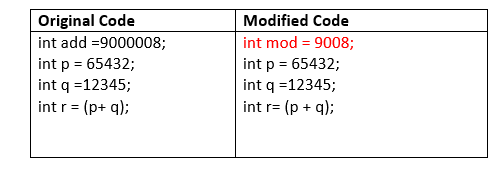 Original Code
int add =9000008;
int p = 65432;
int q =12345;
int r = (p+ q);
Modified Code
int mod = 9008;
int p = 65432;
int q =12345;
int r= (p + q);